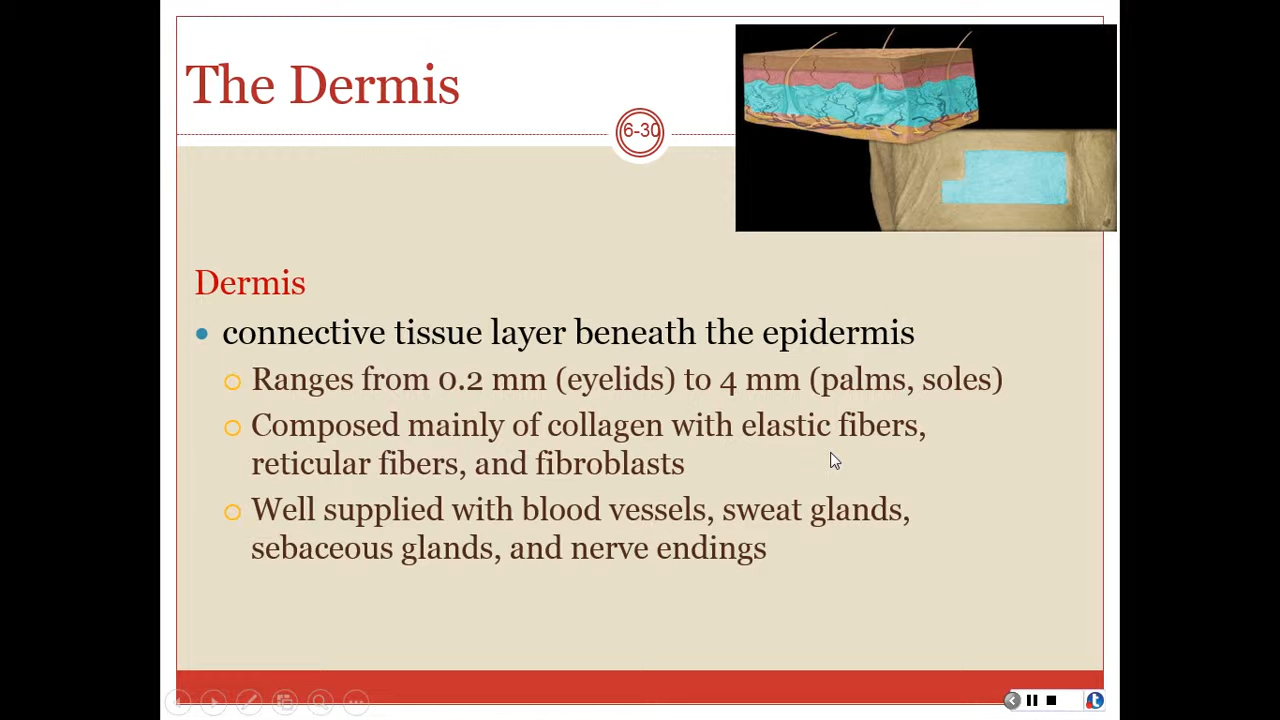 The Dermis
6-30
Dermis
connective tissue layer beneath the epidermis
Ranges from 0.2 mm (eyelids) to 4 mm (palms, soles)
Composed mainly of collagen with elastic fibers,
reticular fibers, and fibroblasts
Well supplied with blood vessels, sweat glands,
sebaceous glands, and nerve endings
t